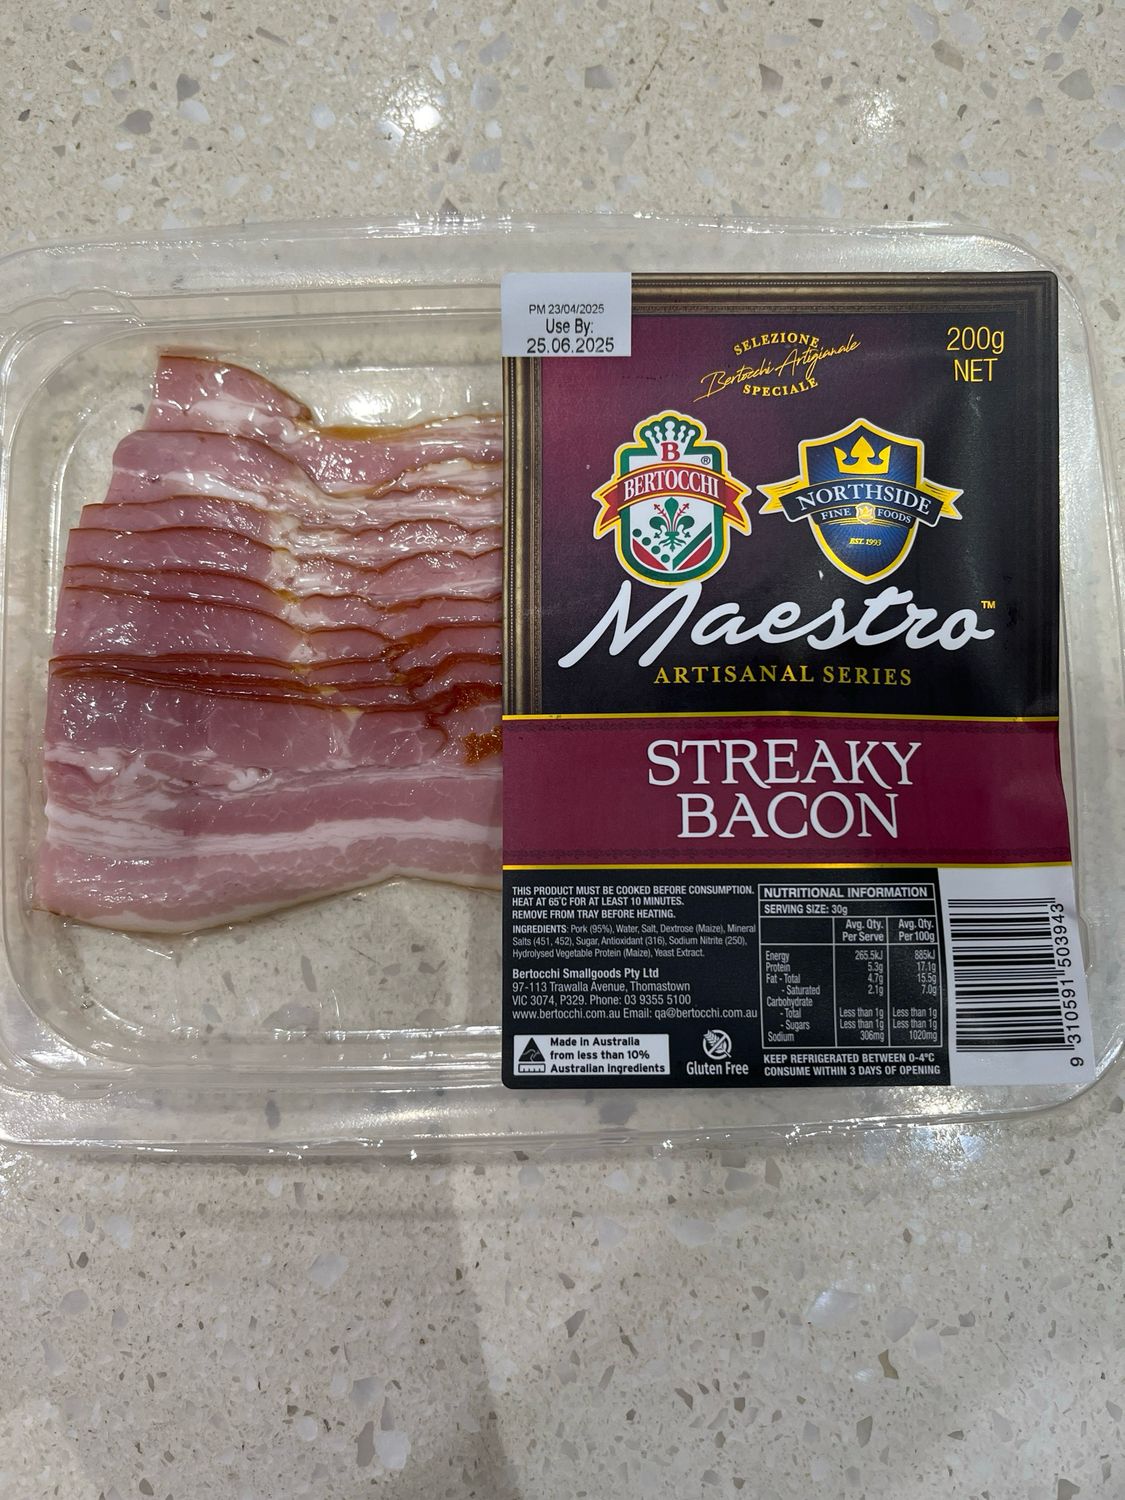 PM 23/04/2025
Use By:
25.06.2025
SELEZIONE
Bertocchi Artigianale
SPECIALE
200g
NET
B
®
BERTOCCHI
NORTHSIDE
FINE FOODS
EST. 1993
Maestro™
ARTISANAL SERIES
STREAKY
BACON
THIS PRODUCT MUST BE COOKED BEFORE CONSUMPTION.
HEAT AT 65°C FOR AT LEAST 10 MINUTES.
REMOVE FROM TRAY BEFORE HEATING.
INGREDIENTS: Pork (95%), Water, Salt, Dextrose (Maize), Mineral
Salts (451, 452), Sugar, Antioxidant (316), Sodium Nitrite (250),
Hydrolysed Vegetable Protein (Maize), Yeast Extract.
Bertocchi Smallgoods Pty Ltd
97-113 Trawalla Avenue, Thomastown
VIC 3074, P329. Phone: 03 9355 5100
www.bertocchi.com.au Email: qa@bertocchi.com.au
Made in Australia
from less than 10%
Australian ingredients
Gluten Free
NUTRITIONAL INFORMATION
SERVING SIZE: 30g
Avg. Qty. Avg. Qty.
Per Serve Per 100g
Energy 265.5kJ 885kJ
Protein 5.3g 17.1g
Fat - Total 4.7g 15.5g
- Saturated 2.1g 7.0g
Carbohydrate
- Total Less than 1g Less than 1g
- Sugars Less than 1g Less than 1g
Sodium 306mg 1020mg
KEEP REFRIGERATED BETWEEN 0-4°C
CONSUME WITHIN 3 DAYS OF OPENING
9 310591 503943